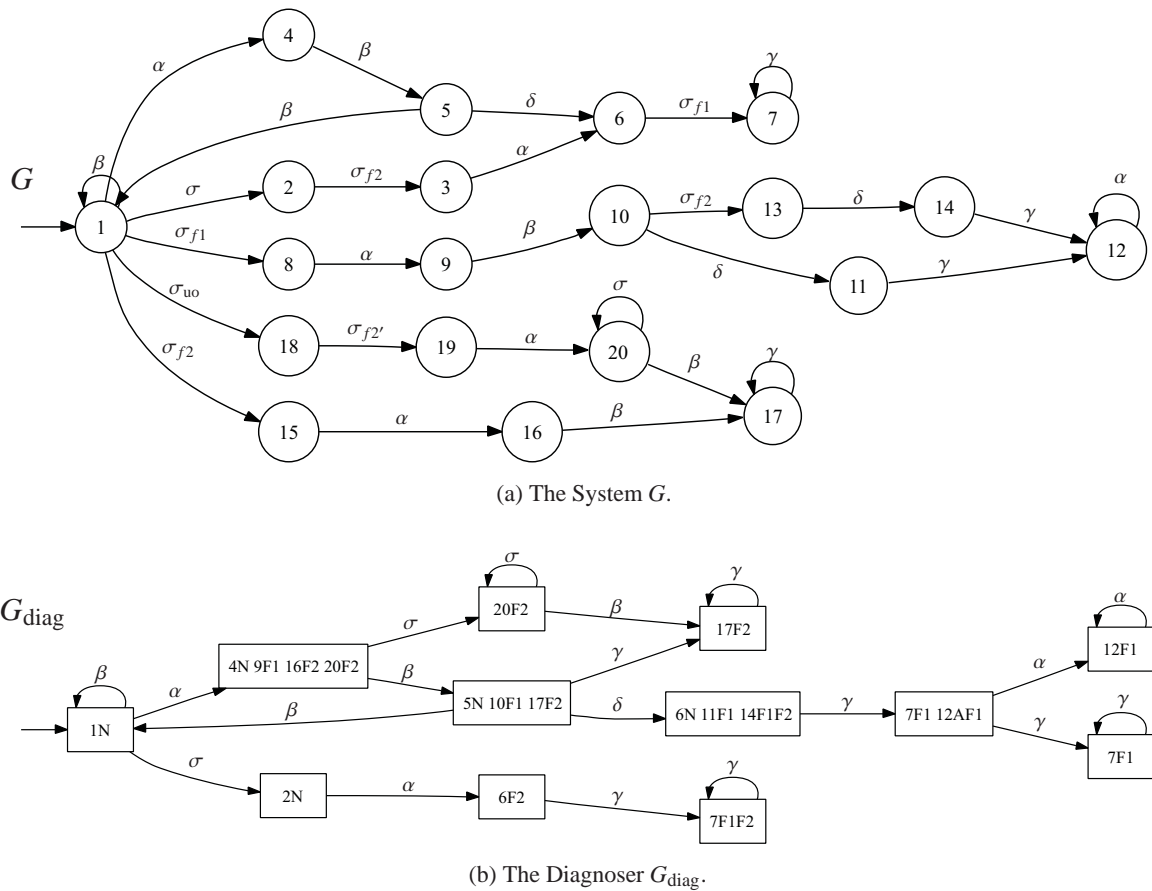 α
4
β
5
δ
6
σf1
7
γ
β
G
β
1
σ
2
σf2
3
α
σf1
8
α
9
β
10
σf2
13
δ
14
γ
α
12
δ
11
γ
σuo
18
σf2′
19
α
σ
20
β
γ
17
σf2
15
α
16
β
(a) The System G.
Gdiag
σ
20F2
β
γ
17F2
σ
4N 9F1 16F2 20F2
β
α
β
1N
β
5N 10F1 17F2
γ
δ
6N 11F1 14F1F2
γ
7F1 12AF1
α
α
12F1
γ
γ
7F1
σ
2N
α
6F2
γ
γ
7F1F2
(b) The Diagnoser Gdiag.